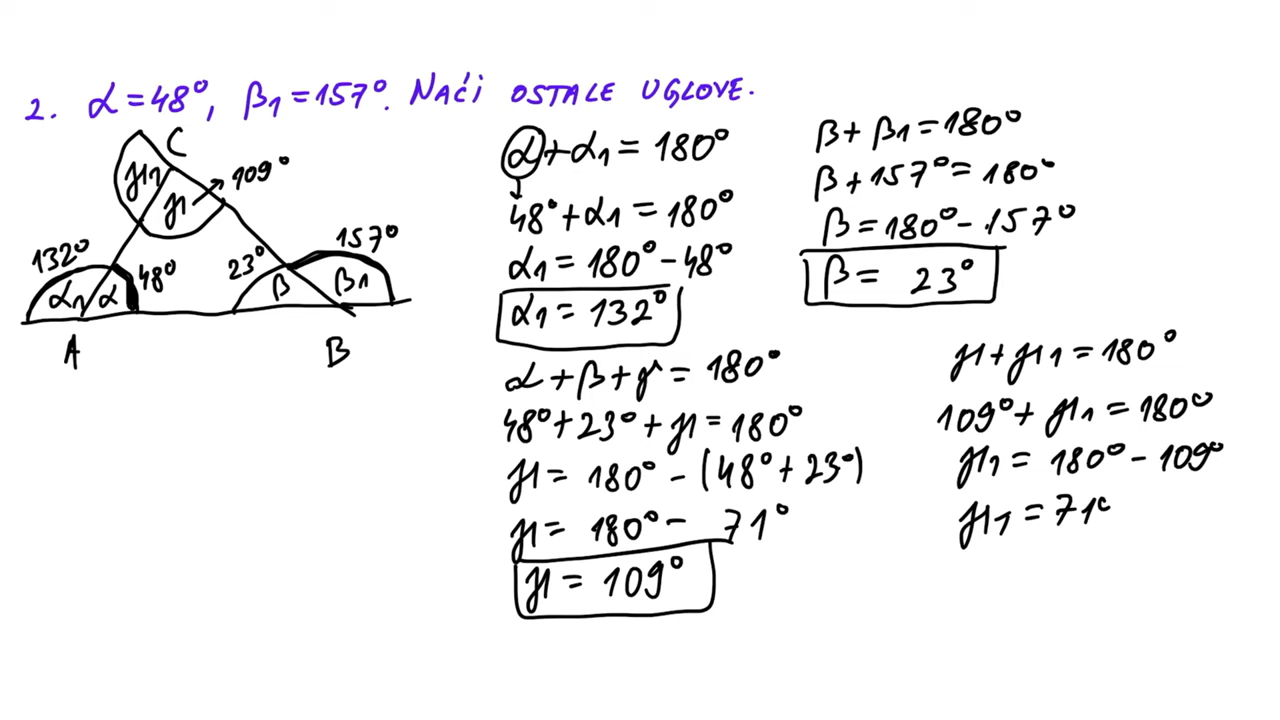 2. α=48°, β₁=157°. NAĆI OSTALE UGLOVE.
C
γ₁
γ
109°
132°
48°
23°
157°
α₁
α
β
β₁
A
B
α+α₁=180°
48°+α₁=180°
α₁=180°-48°
α₁=132°
α+β+γ=180°
48°+23°+γ=180°
γ=180°-(48°+23°)
γ=180°-71°
γ=109°
β+β₁=180°
β+157°=180°
β=180°-157°
β=23°
γ+γ₁=180°
109°+γ₁=180°
γ₁=180°-109°
γ₁=71°